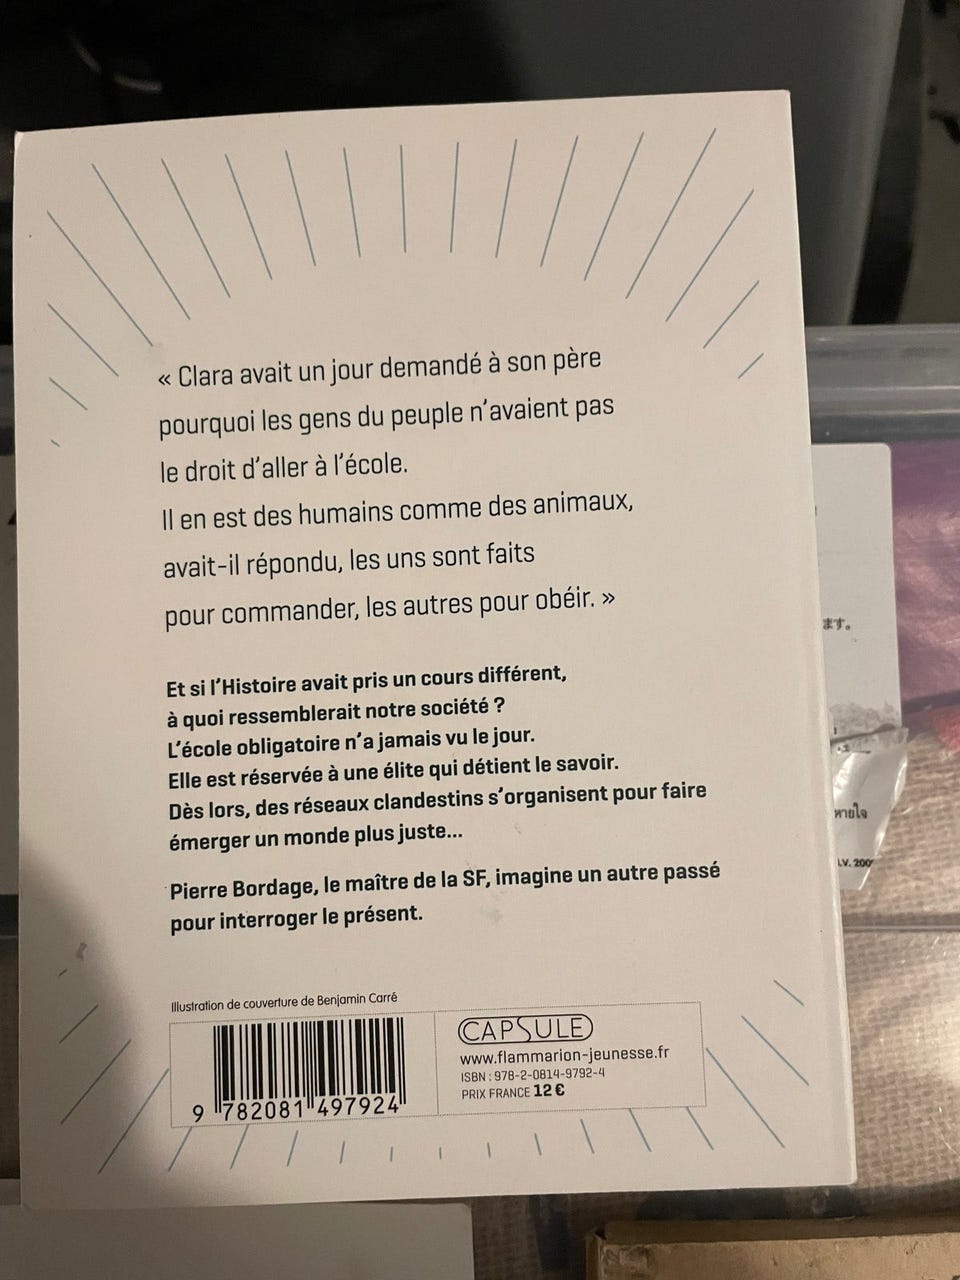 « Clara avait un jour demandé à son père
pourquoi les gens du peuple n'avaient pas
le droit d'aller à l'école.
Il en est des humains comme des animaux,
avait-il répondu, les uns sont faits
pour commander, les autres pour obéir. »
Et si l'Histoire avait pris un cours différent,
à quoi ressemblerait notre société ?
L'école obligatoire n'a jamais vu le jour.
Elle est réservée à une élite qui détient le savoir.
Dès lors, des réseaux clandestins s'organisent pour faire
émerger un monde plus juste...
Pierre Bordage, le maître de la SF, imagine un autre passé
pour interroger le présent.
Illustration de couverture de Benjamin Carré
9 782081 497924
CAPSULE
www.flammarion-jeunesse.fr
ISBN : 978-2-0814-9792-4
PRIX FRANCE 12 €
ます。